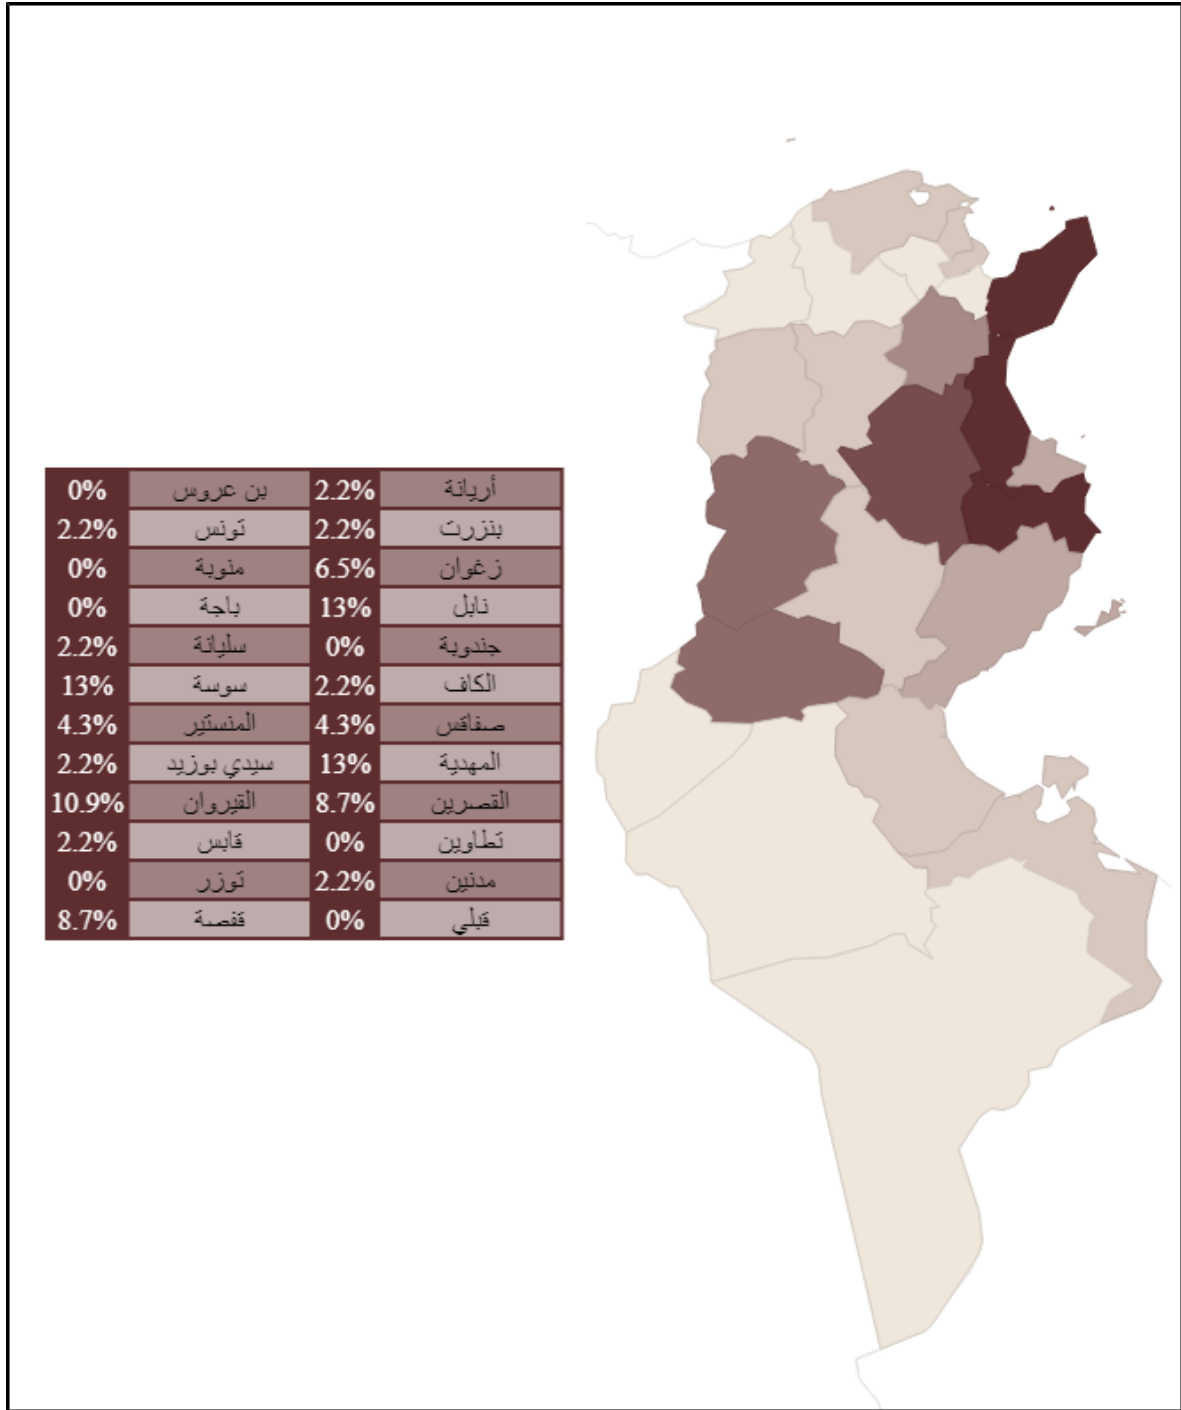 أريانة 2.2% بن عروس 0%
بنزرت 2.2% تونس 2.2%
زغوان 6.5% منوبة 0%
نابل 13% باجة 0%
جندوبة 0% سليانة 2.2%
الكاف 2.2% سوسة 13%
صفاقس 4.3% المنستير 4.3%
المهدية 13% سيدي بوزيد 2.2%
القصرين 8.7% القيروان 10.9%
تطاوين 0% قابس 2.2%
مدنين 2.2% توزر 0%
قبلي 0% قفصة 8.7%